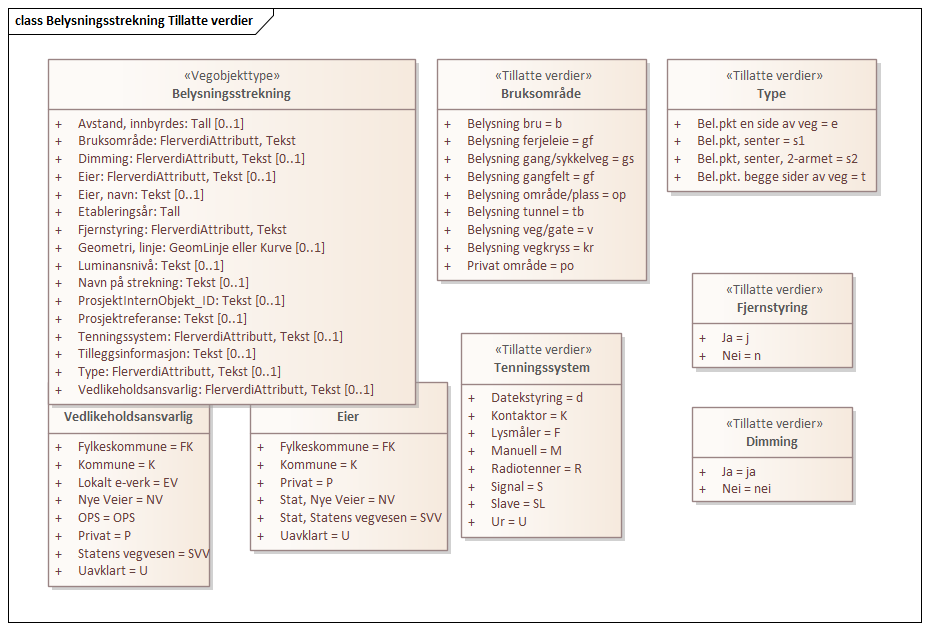 class Belysningsstrekning Tillatte verdier
«Vegobjekttype»
Belysningsstrekning
+ Avstand, innbyrdes: Tall [0..1]
+ Bruksområde: FlerverdiAttributt, Tekst
+ Dimming: FlerverdiAttributt, Tekst [0..1]
+ Eier: FlerverdiAttributt, Tekst [0..1]
+ Eier, navn: Tekst [0..1]
+ Etableringsår: Tall
+ Fjernstyring: FlerverdiAttributt, Tekst
+ Geometri, linje: GeomLinje eller Kurve [0..1]
+ Luminansnivå: Tekst [0..1]
+ Navn på strekning: Tekst [0..1]
+ ProsjektInternObjekt_ID: Tekst [0..1]
+ Prosjektreferanse: Tekst [0..1]
+ Tenningssystem: FlerverdiAttributt, Tekst [0..1]
+ Tilleggsinformasjon: Tekst [0..1]
+ Type: FlerverdiAttributt, Tekst [0..1]
+ Vedlikeholdsansvarlig: FlerverdiAttributt, Tekst [0..1]
«Tillatte verdier»
Bruksområde
+ Belysning bru = b
+ Belysning ferjeleie = gf
+ Belysning gang/sykkelveg = gs
+ Belysning gangfelt = gf
+ Belysning område/plass = op
+ Belysning tunnel = tb
+ Belysning veg/gate = v
+ Belysning vegkryss = kr
+ Privat område = po
«Tillatte verdier»
Type
+ Bel.pkt en side av veg = e
+ Bel.pkt, senter = s1
+ Bel.pkt, senter, 2-armet = s2
+ Bel.pkt. begge sider av veg = t
«Tillatte verdier»
Fjernstyring
+ Ja = j
+ Nei = n
Vedlikeholdsansvarlig
+ Fylkeskommune = FK
+ Kommune = K
+ Lokalt e-verk = EV
+ Nye Veier = NV
+ OPS = OPS
+ Privat = P
+ Statens vegvesen = SVV
+ Uavklart = U
Eier
+ Fylkeskommune = FK
+ Kommune = K
+ Privat = P
+ Stat, Nye Veier = NV
+ Stat, Statens vegvesen = SVV
+ Uavklart = U
«Tillatte verdier»
Tenningssystem
+ Datekstyring = d
+ Kontaktor = K
+ Lysmåler = F
+ Manuell = M
+ Radiotenner = R
+ Signal = S
+ Slave = SL
+ Ur = U
«Tillatte verdier»
Dimming
+ Ja = ja
+ Nei = nei